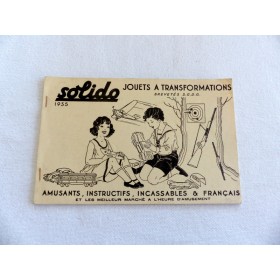 solido
1935
JOUETS A TRANSFORMATIONS
BREVETÉS S.G.D.G.
AMUSANTS, INSTRUCTIFS, INCASSABLES & FRANÇAIS
ET LES MEILLEUR MARCHÉ A L'HEURE D'AMUSEMENT